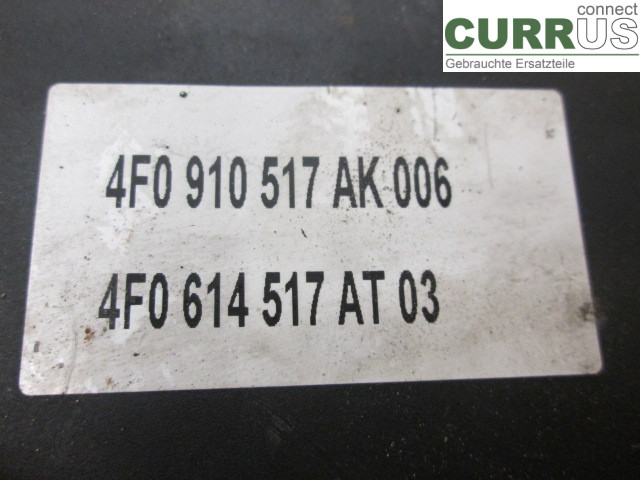 connect
CURRUS
Gebrauchte Ersatzteile
4F0 910 517 AK 006
4F0 614 517 AT 03